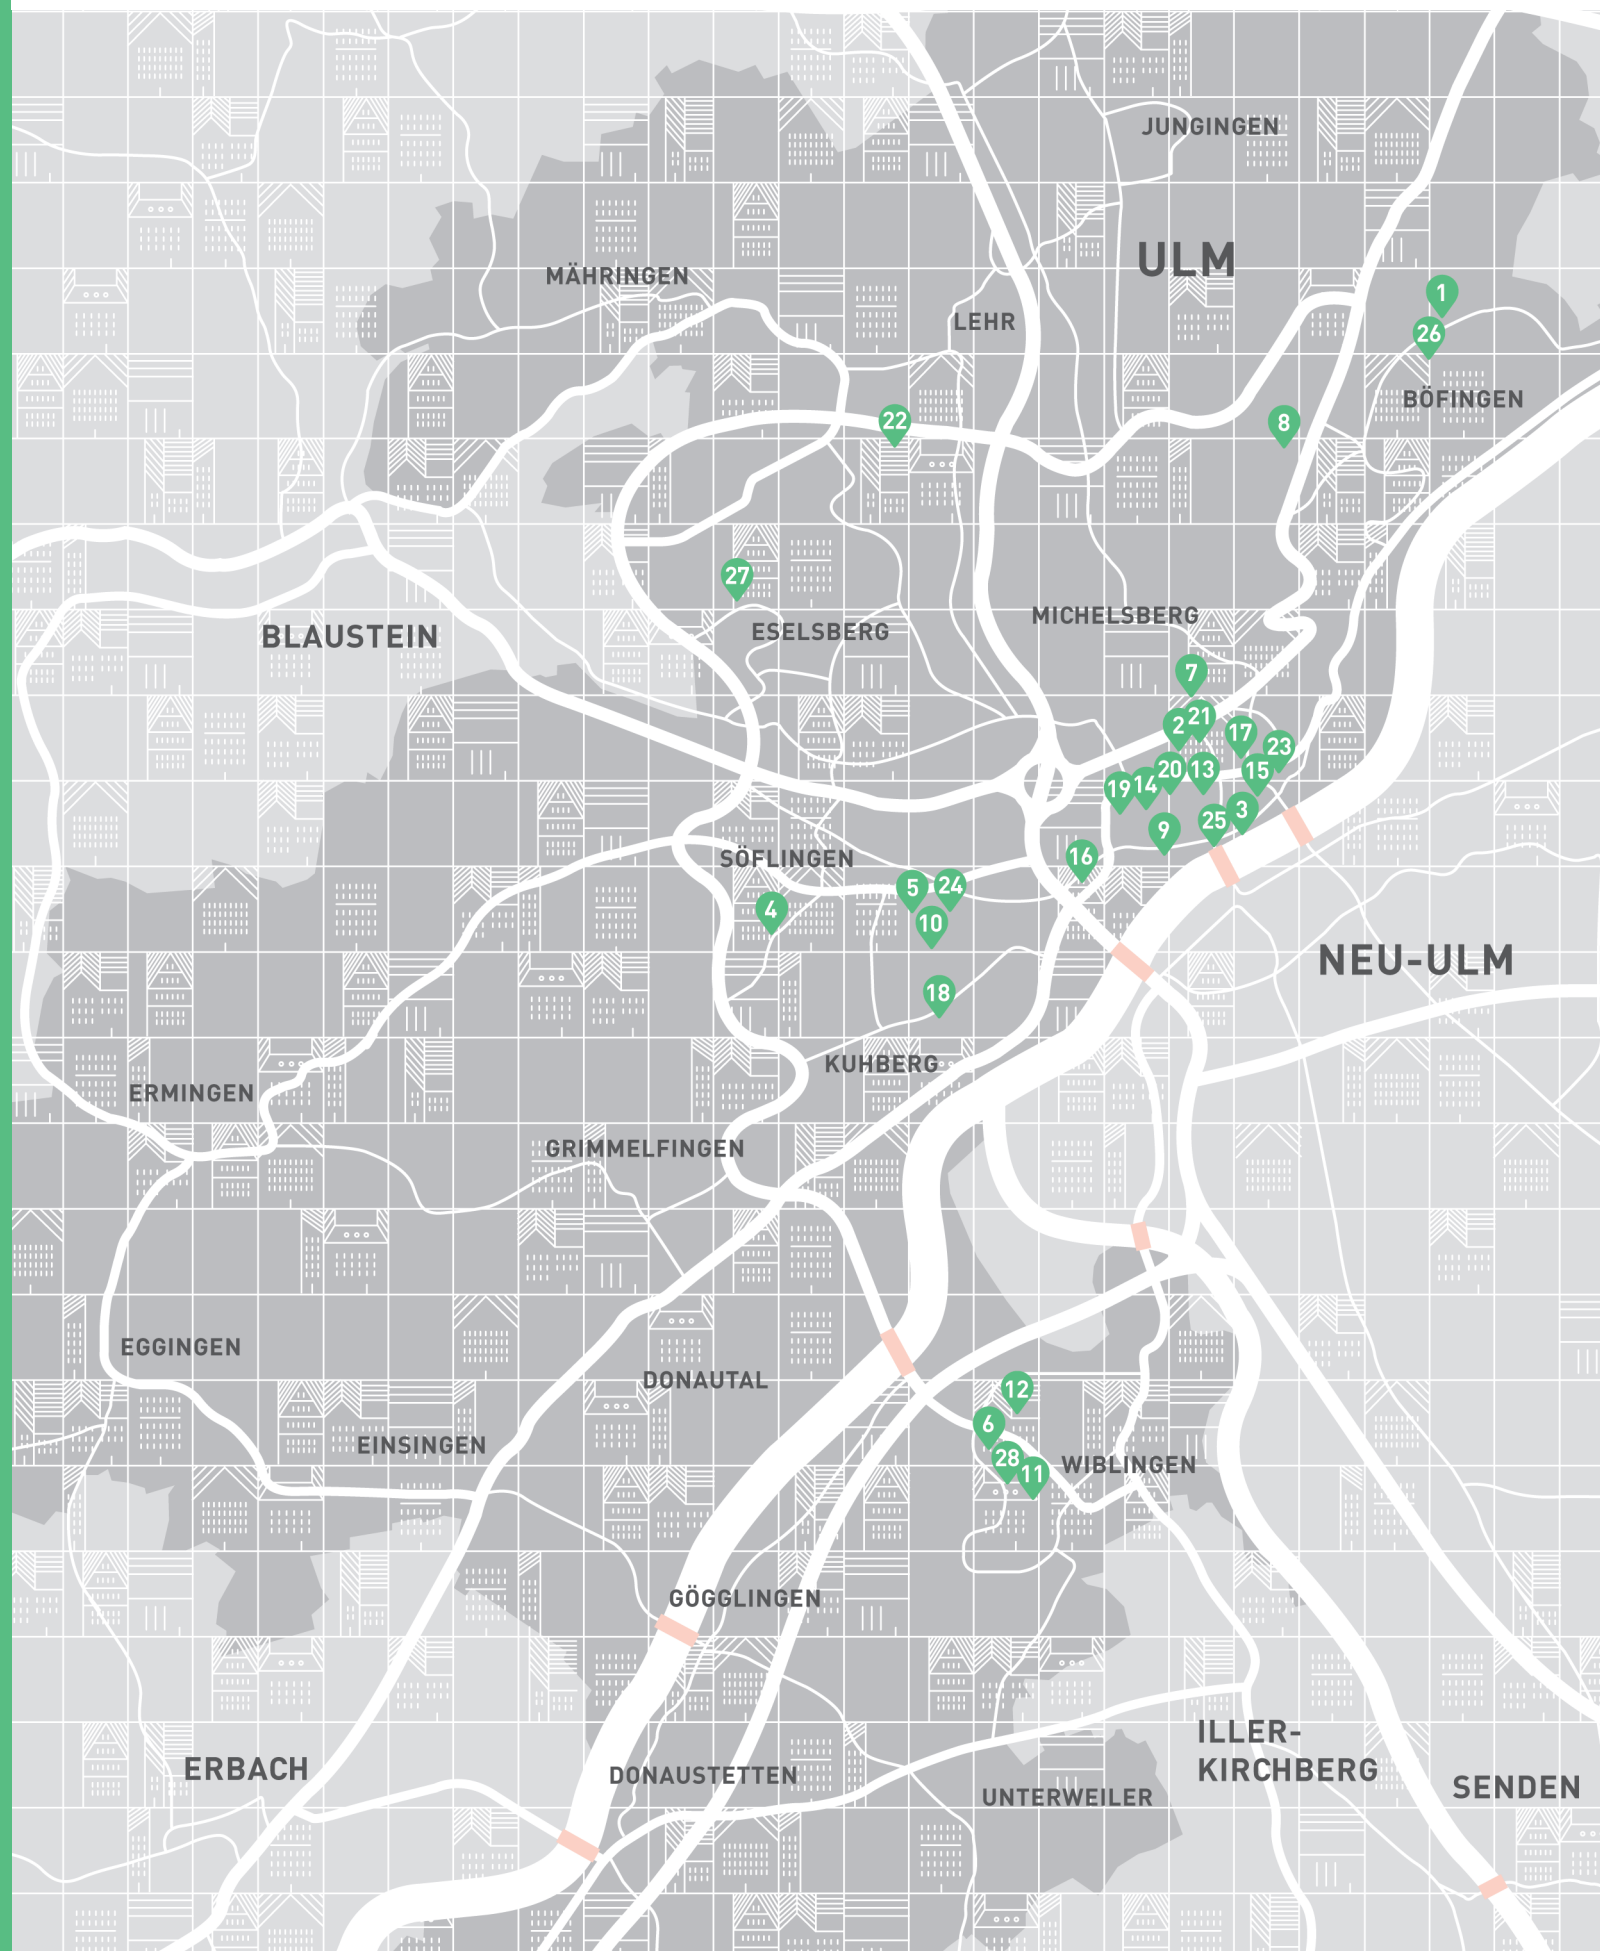 JUNGINGEN
ULM
MÄHRINGEN
1
LEHR
26
BÖFINGEN
22
8
27
MICHELSBERG
ESELSBERG
BLAUSTEIN
7
21
2
17
23
20
13
15
14
19
3
25
9
16
SÖFLINGEN
5
24
4
10
NEU-ULM
18
KUHBERG
ERMINGEN
GRIMMELFINGEN
EGGINGEN
DONAUTAL
12
6
EINSINGEN
28
WIBLINGEN
11
GÖGGLINGEN
ILLER-
KIRCHBERG
ERBACH
DONAUSTETTEN
SENDEN
UNTERWEILER